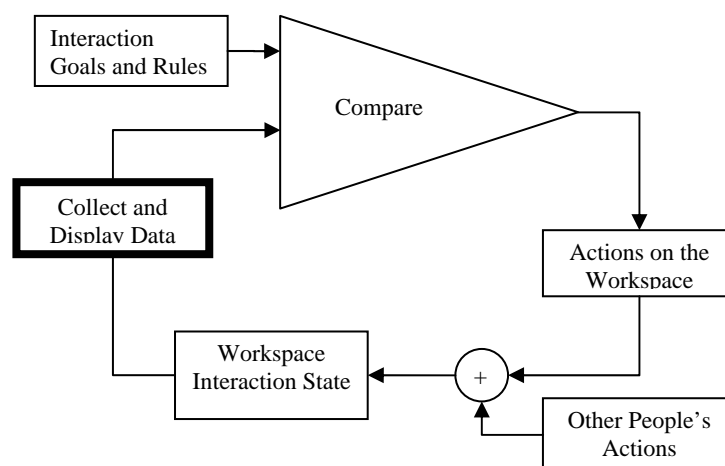 Interaction
Goals and Rules
Compare
Collect and
Display Data
Actions on the
Workspace
Workspace
Interaction State
+
Other People’s
Actions